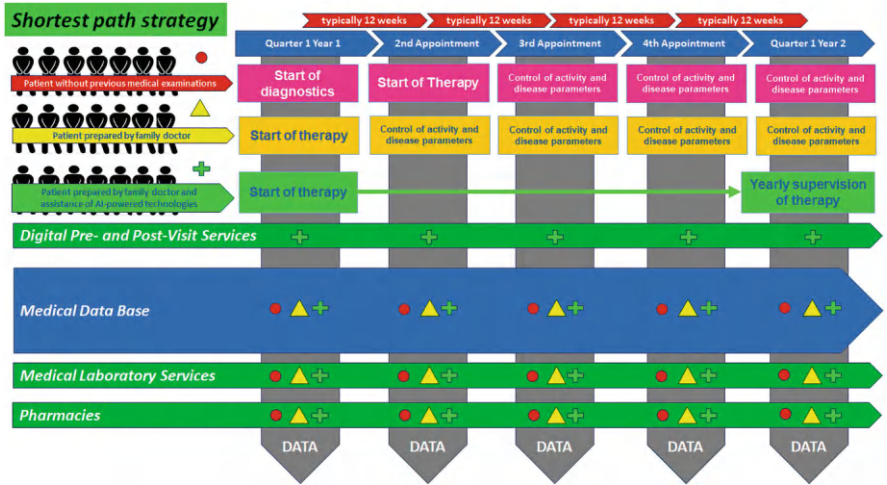 Shortest path strategy
typically 12 weeks
typically 12 weeks
typically 12 weeks
typically 12 weeks
Quarter 1 Year 1
2nd Appointment
3rd Appointment
4th Appointment
Quarter 1 Year 2
Patient without previous medical examinations
Start of
diagnostics
Start of Therapy
Control of activity and
disease parameters
Control of activity and
disease parameters
Control of activity and
disease parameters
Patient prepared by family doctor
Start of therapy
Control of activity and
disease parameters
Control of activity and
disease parameters
Control of activity and
disease parameters
Control of activity and
disease parameters
Patient prepared by family doctor and
assistance of AI-powered technologies
Start of therapy
Yearly supervision
of therapy
Digital Pre- and Post-Visit Services
Medical Data Base
Medical Laboratory Services
Pharmacies
DATA
DATA
DATA
DATA
DATA